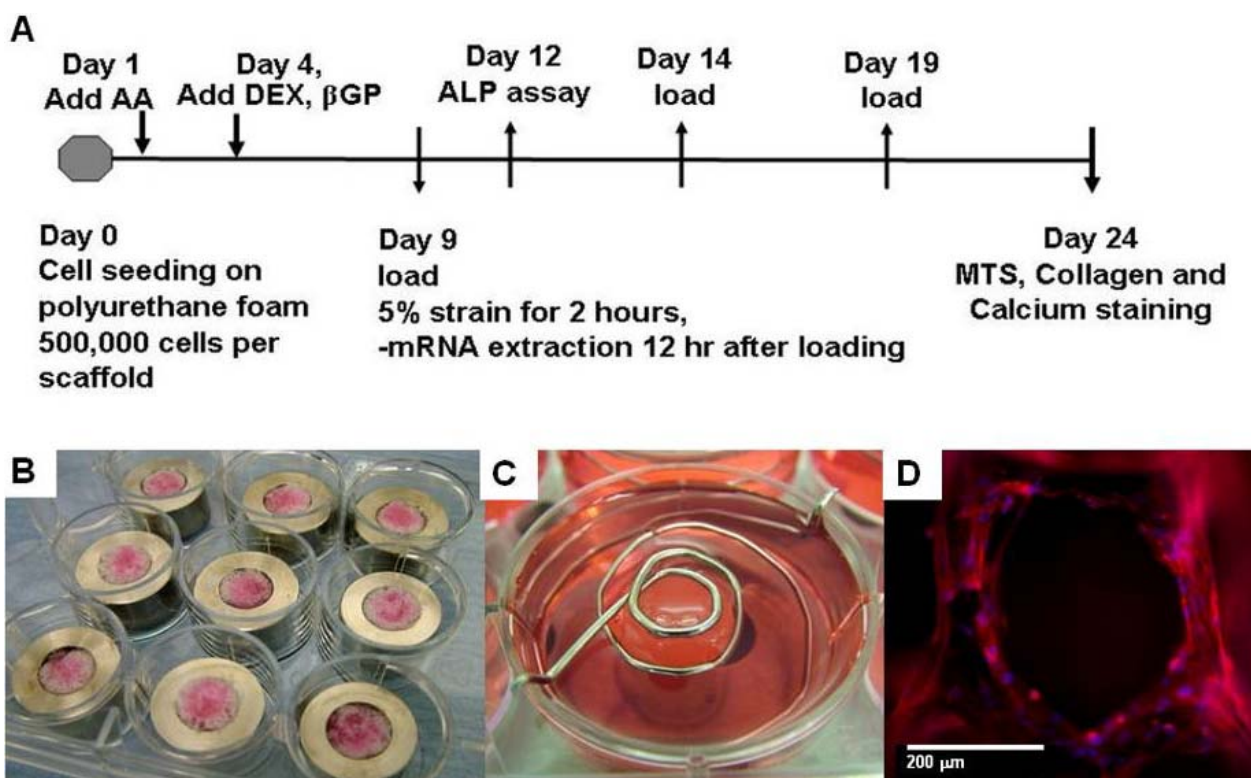 A
Day 1
Add AA
Day 4,
Add DEX, βGP
Day 12
ALP assay
Day 14
load
Day 19
load
Day 0
Cell seeding on
polyurethane foam
500,000 cells per
scaffold
Day 9
load
5% strain for 2 hours,
-mRNA extraction 12 hr after loading
Day 24
MTS, Collagen and
Calcium staining
B
C
D
200 μm